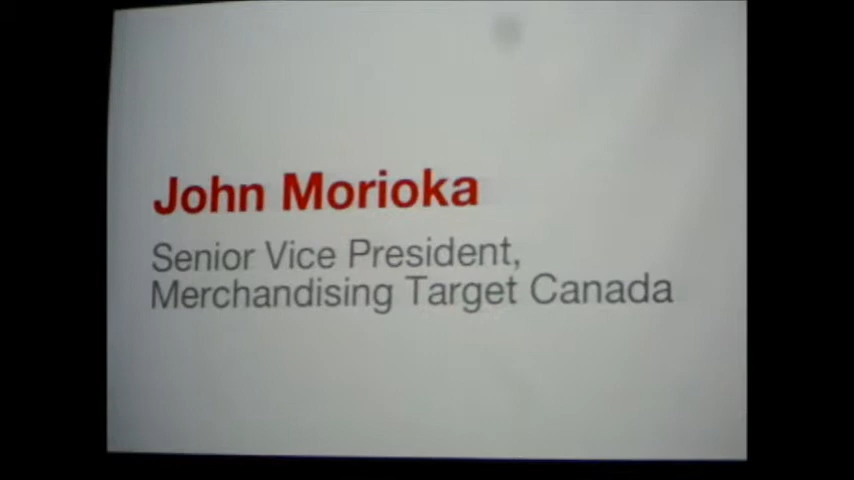 John Morioka
Senior Vice President,
Merchandising Target Canada